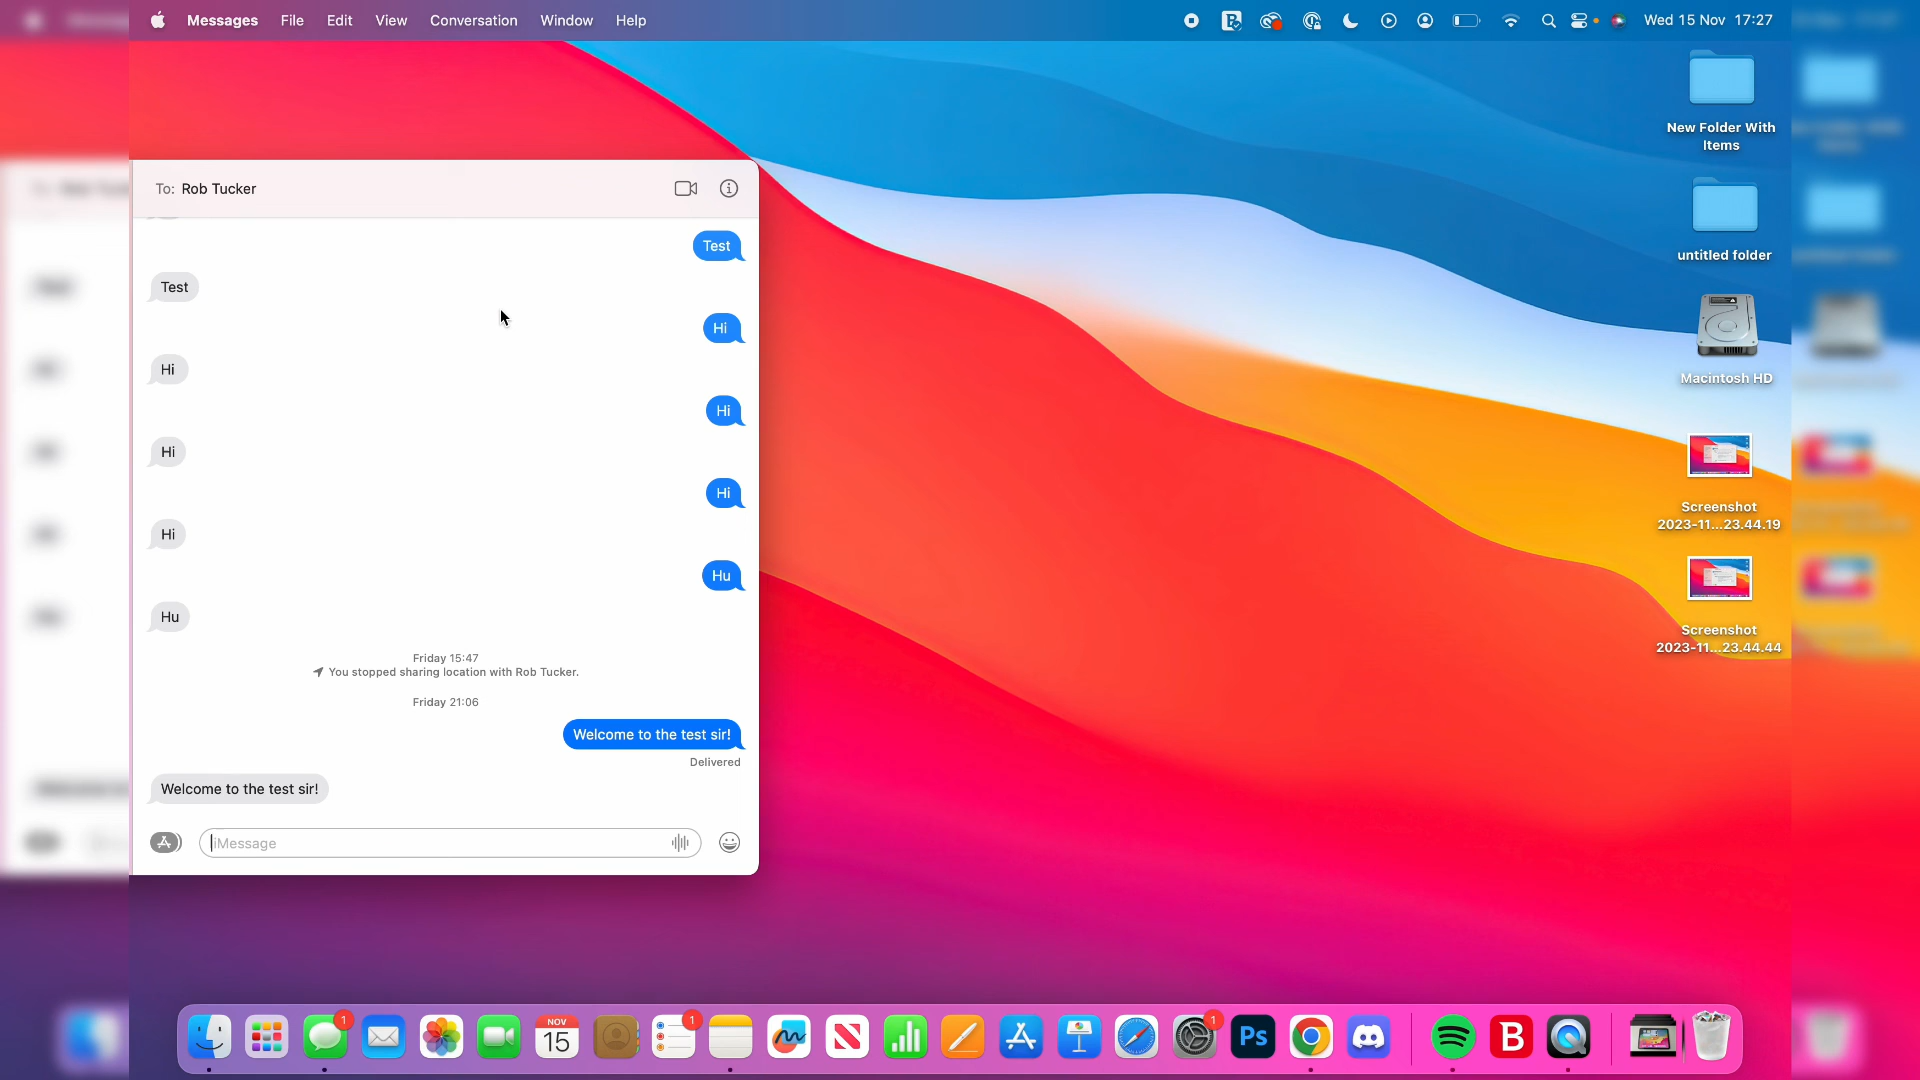 Messages File Edit View Conversation Window Help
Wed 15 Nov 17:27
New Folder With
Items
untitled folder
Macintosh HD
Screenshot
2023-11...23.44.19
Screenshot
2023-11...23.44.44
To: Rob Tucker
Test
Test
Hi
Hi
Hi
Hi
Hi
Hi
Hu
Hu
Friday 15:47
You stopped sharing location with Rob Tucker.
Friday 21:06
Welcome to the test sir!
Delivered
Welcome to the test sir!
iMessage
1
NOV
15
1
1
Ps
B